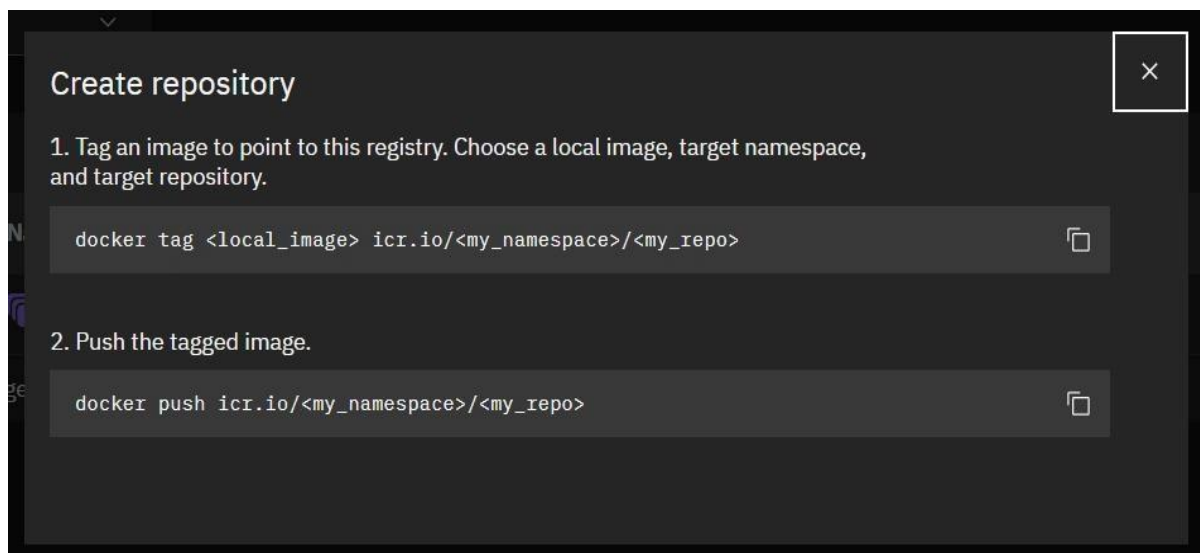 Create repository
1. Tag an image to point to this registry. Choose a local image, target namespace,
and target repository.
docker tag <local_image> icr.io/<my_namespace>/<my_repo>
2. Push the tagged image.
docker push icr.io/<my_namespace>/<my_repo>